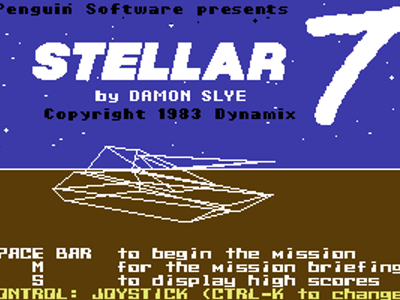 Penguin Software presents
STELLAR 7
by DAMON SLYE
Copyright 1983 Dynamix
PACE BAR to begin the mission
M for the mission briefing
S to display high scores
ONTROL: JOYSTICK (CTRL-K to change